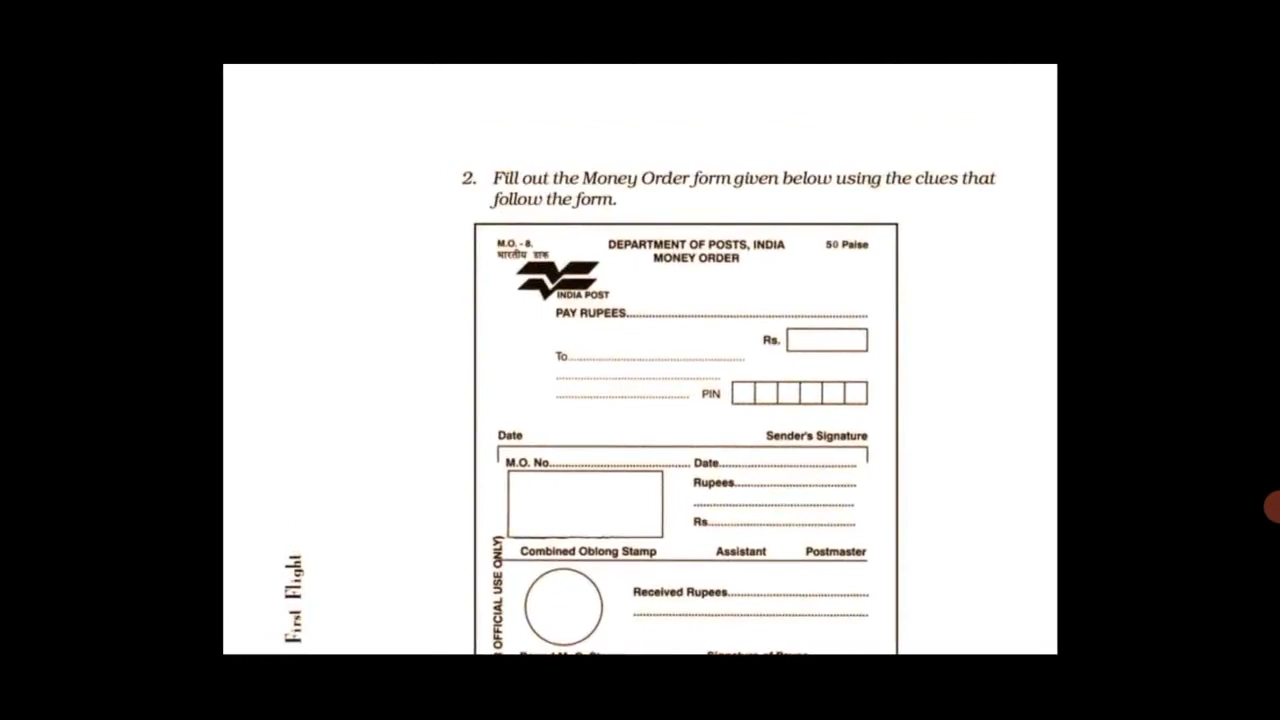 2. Fill out the Money Order form given below using the clues that
follow the form.
M.O. - 8. DEPARTMENT OF POSTS, INDIA 50 Paise
भारतीय डाक MONEY ORDER
INDIA POST
PAY RUPEES
Rs.
To
PIN
Date Sender's Signature
M.O. No. Date
Rupees
Rs
Combined Oblong Stamp Assistant Postmaster
OFFICIAL USE ONLY)
Received Rupees
First Flight